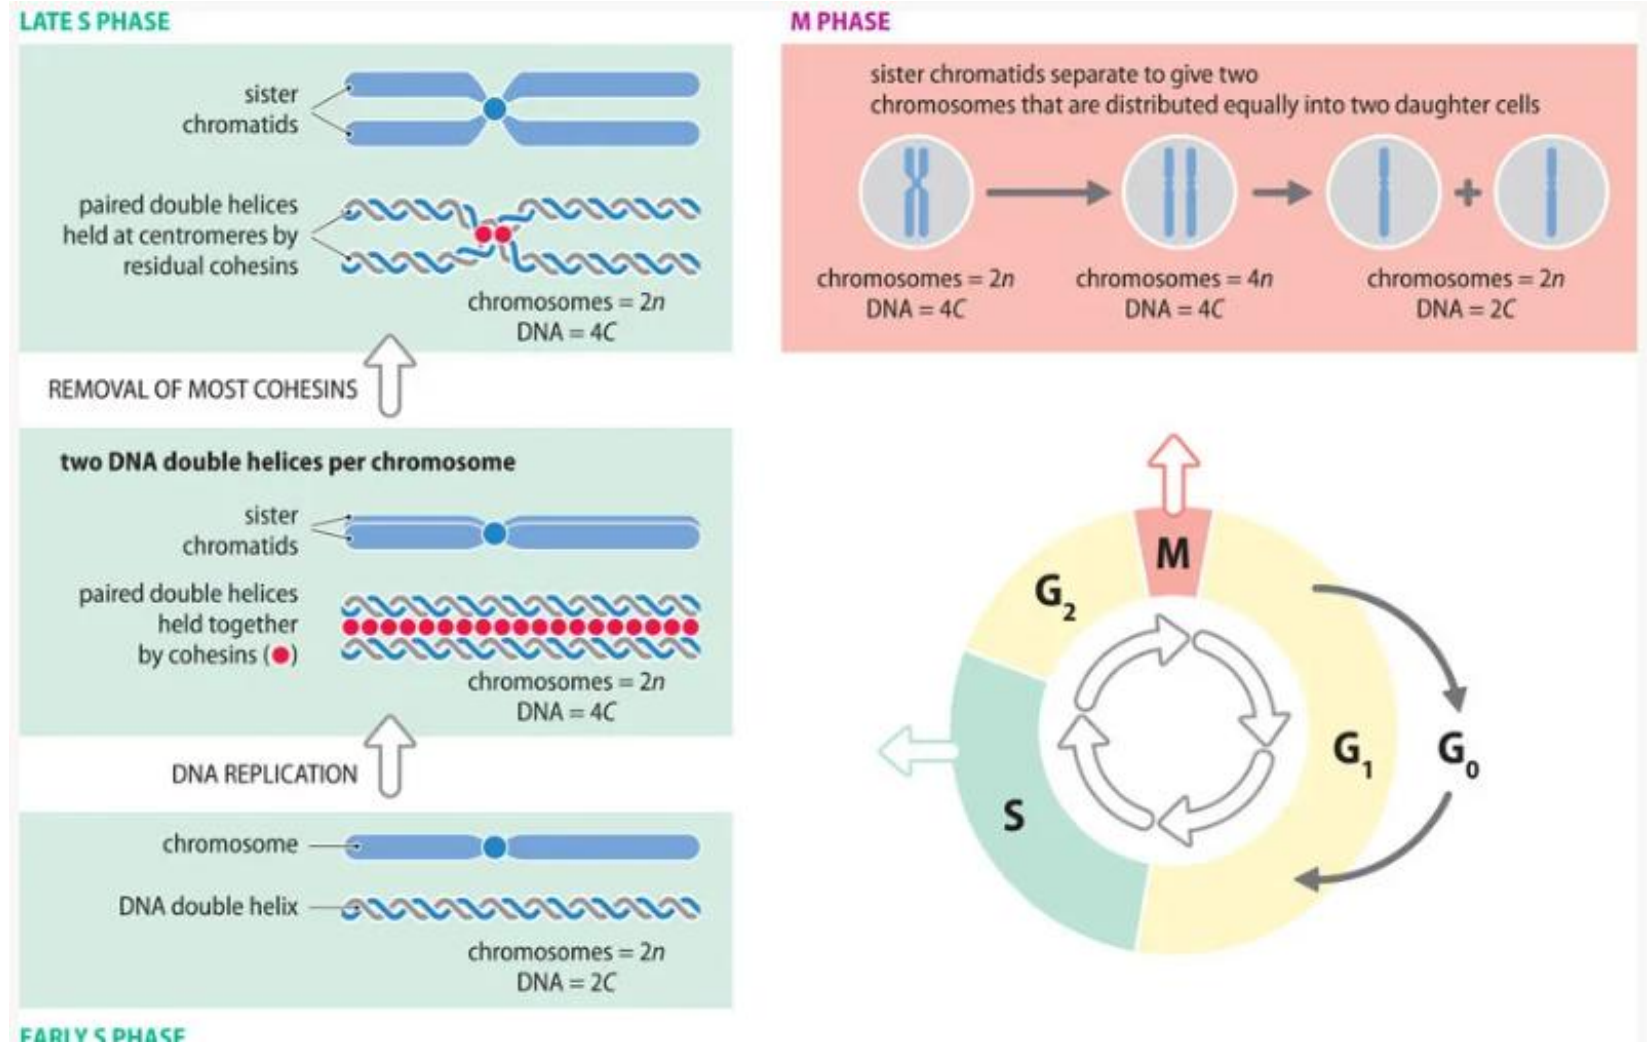 LATE S PHASE
sister
chromatids
paired double helices
held at centromeres by
residual cohesins
chromosomes = 2n
DNA = 4C
REMOVAL OF MOST COHESINS
two DNA double helices per chromosome
sister
chromatids
paired double helices
held together
by cohesins (●)
chromosomes = 2n
DNA = 4C
DNA REPLICATION
chromosome
DNA double helix
chromosomes = 2n
DNA = 2C
EARLY S PHASE
M PHASE
sister chromatids separate to give two
chromosomes that are distributed equally into two daughter cells
+
chromosomes = 2n
DNA = 4C
chromosomes = 4n
DNA = 4C
chromosomes = 2n
DNA = 2C
M
G₂
G₁
G₀
S